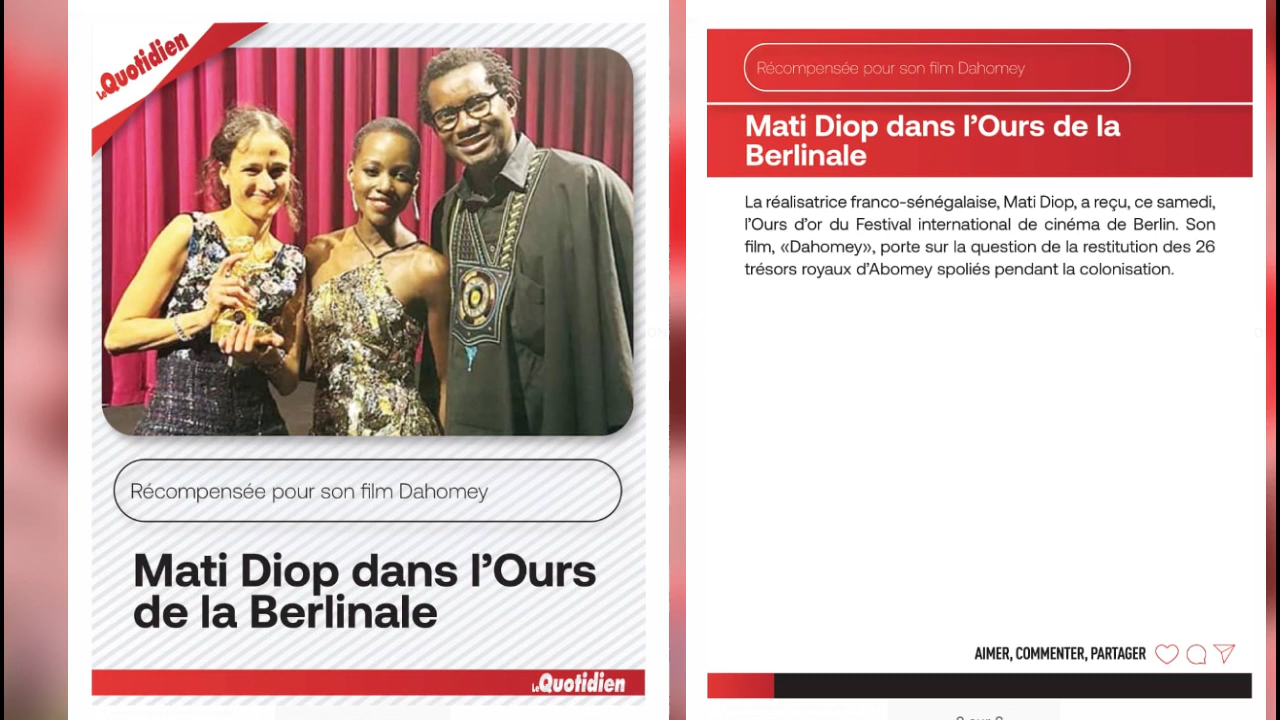 Le Quotidien
Récompensée pour son film Dahomey
Mati Diop dans l’Ours
de la Berlinale
Le Quotidien
Récompensée pour son film Dahomey
Mati Diop dans l’Ours de la
Berlinale
La réalisatrice franco-sénégalaise, Mati Diop, a reçu, ce samedi,
l’Ours d’or du Festival international de cinéma de Berlin. Son
film, «Dahomey», porte sur la question de la restitution des 26
trésors royaux d’Abomey spoliés pendant la colonisation.
AIMER, COMMENTER, PARTAGER